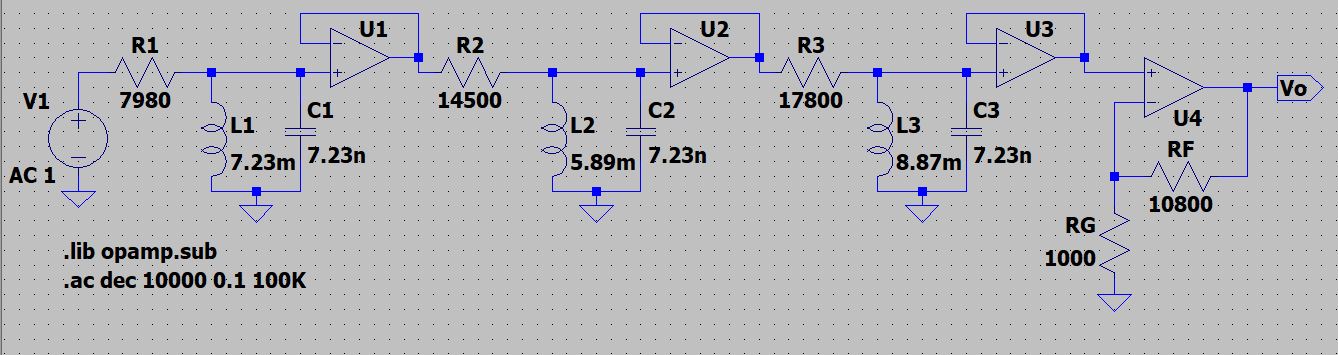 U1
U2
U3
R1
R2
R3
7980
14500
17800
Vo
V1
C1
C2
C3
U4
L1
L2
L3
RF
7.23m
7.23n
5.89m
7.23n
8.87m
7.23n
AC 1
10800
RG
1000
.lib opamp.sub
.ac dec 10000 0.1 100K